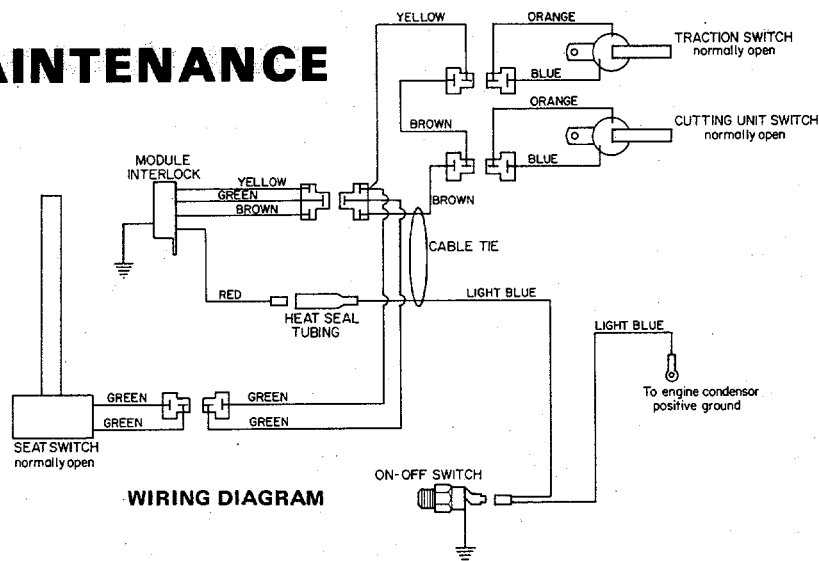 AINTENANCE
YELLOW
ORANGE
TRACTION SWITCH
normally open
BLUE
ORANGE
BROWN
CUTTING UNIT SWITCH
normally open
BLUE
MODULE
INTERLOCK
YELLOW
GREEN
BROWN
BROWN
CABLE TIE
RED
LIGHT BLUE
HEAT SEAL
TUBING
LIGHT BLUE
To engine condensor
positive ground
GREEN
GREEN
GREEN
GREEN
SEAT SWITCH
normally open
ON-OFF SWITCH
WIRING DIAGRAM